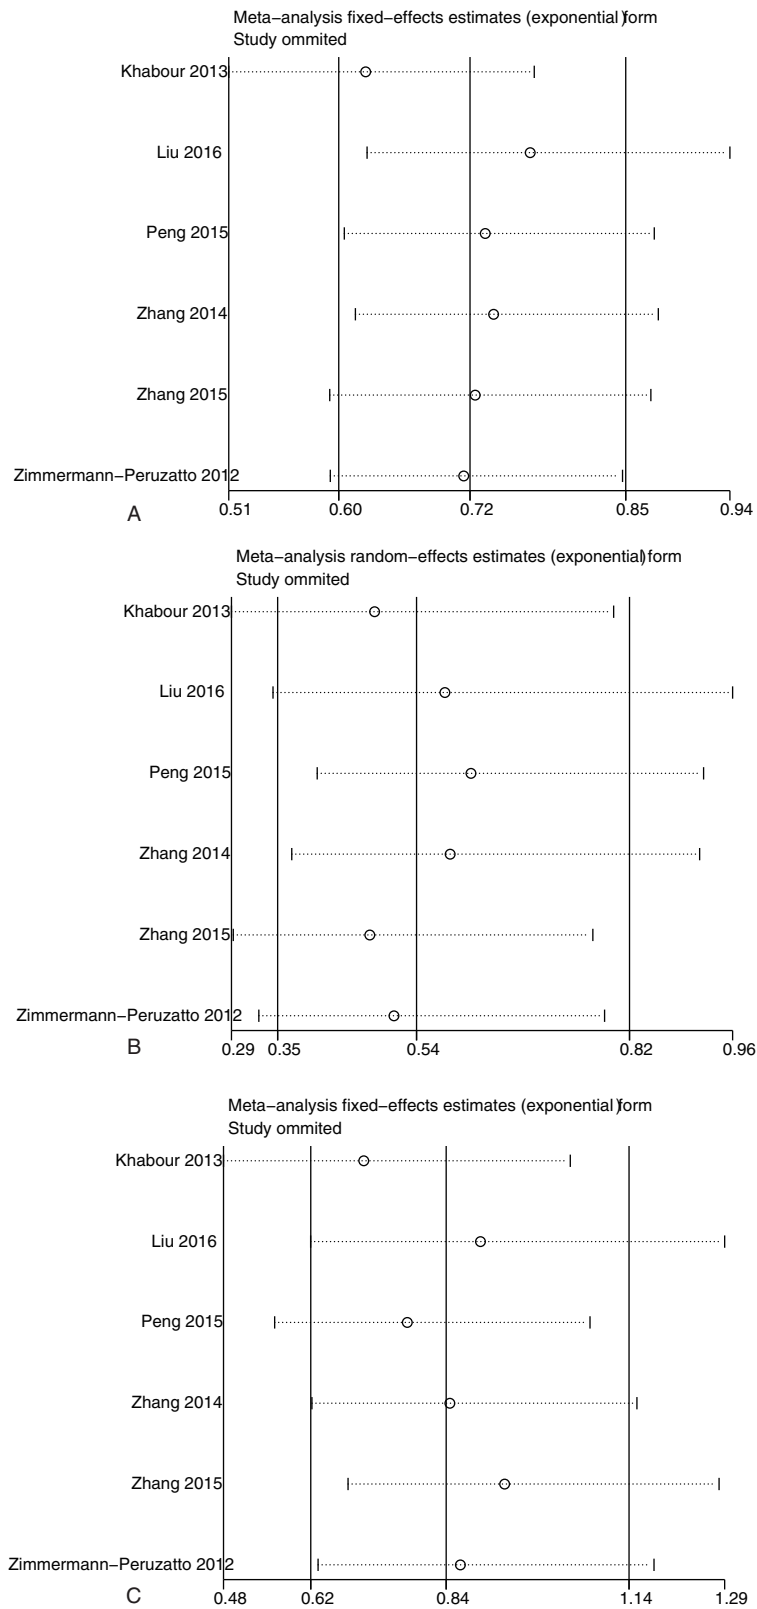 Meta−analysis fixed−effects estimates (exponential)form
Study ommited
Khabour 2013
Liu 2016
Peng 2015
Zhang 2014
Zhang 2015
Zimmermann−Peruzatto 2012
A
0.51 0.60 0.72 0.85 0.94
Meta−analysis random−effects estimates (exponential)form
Study ommited
Khabour 2013
Liu 2016
Peng 2015
Zhang 2014
Zhang 2015
Zimmermann−Peruzatto 2012
B
0.29 0.35 0.54 0.82 0.96
Meta−analysis fixed−effects estimates (exponential)form
Study ommited
Khabour 2013
Liu 2016
Peng 2015
Zhang 2014
Zhang 2015
Zimmermann−Peruzatto 2012
C
0.48 0.62 0.84 1.14 1.29